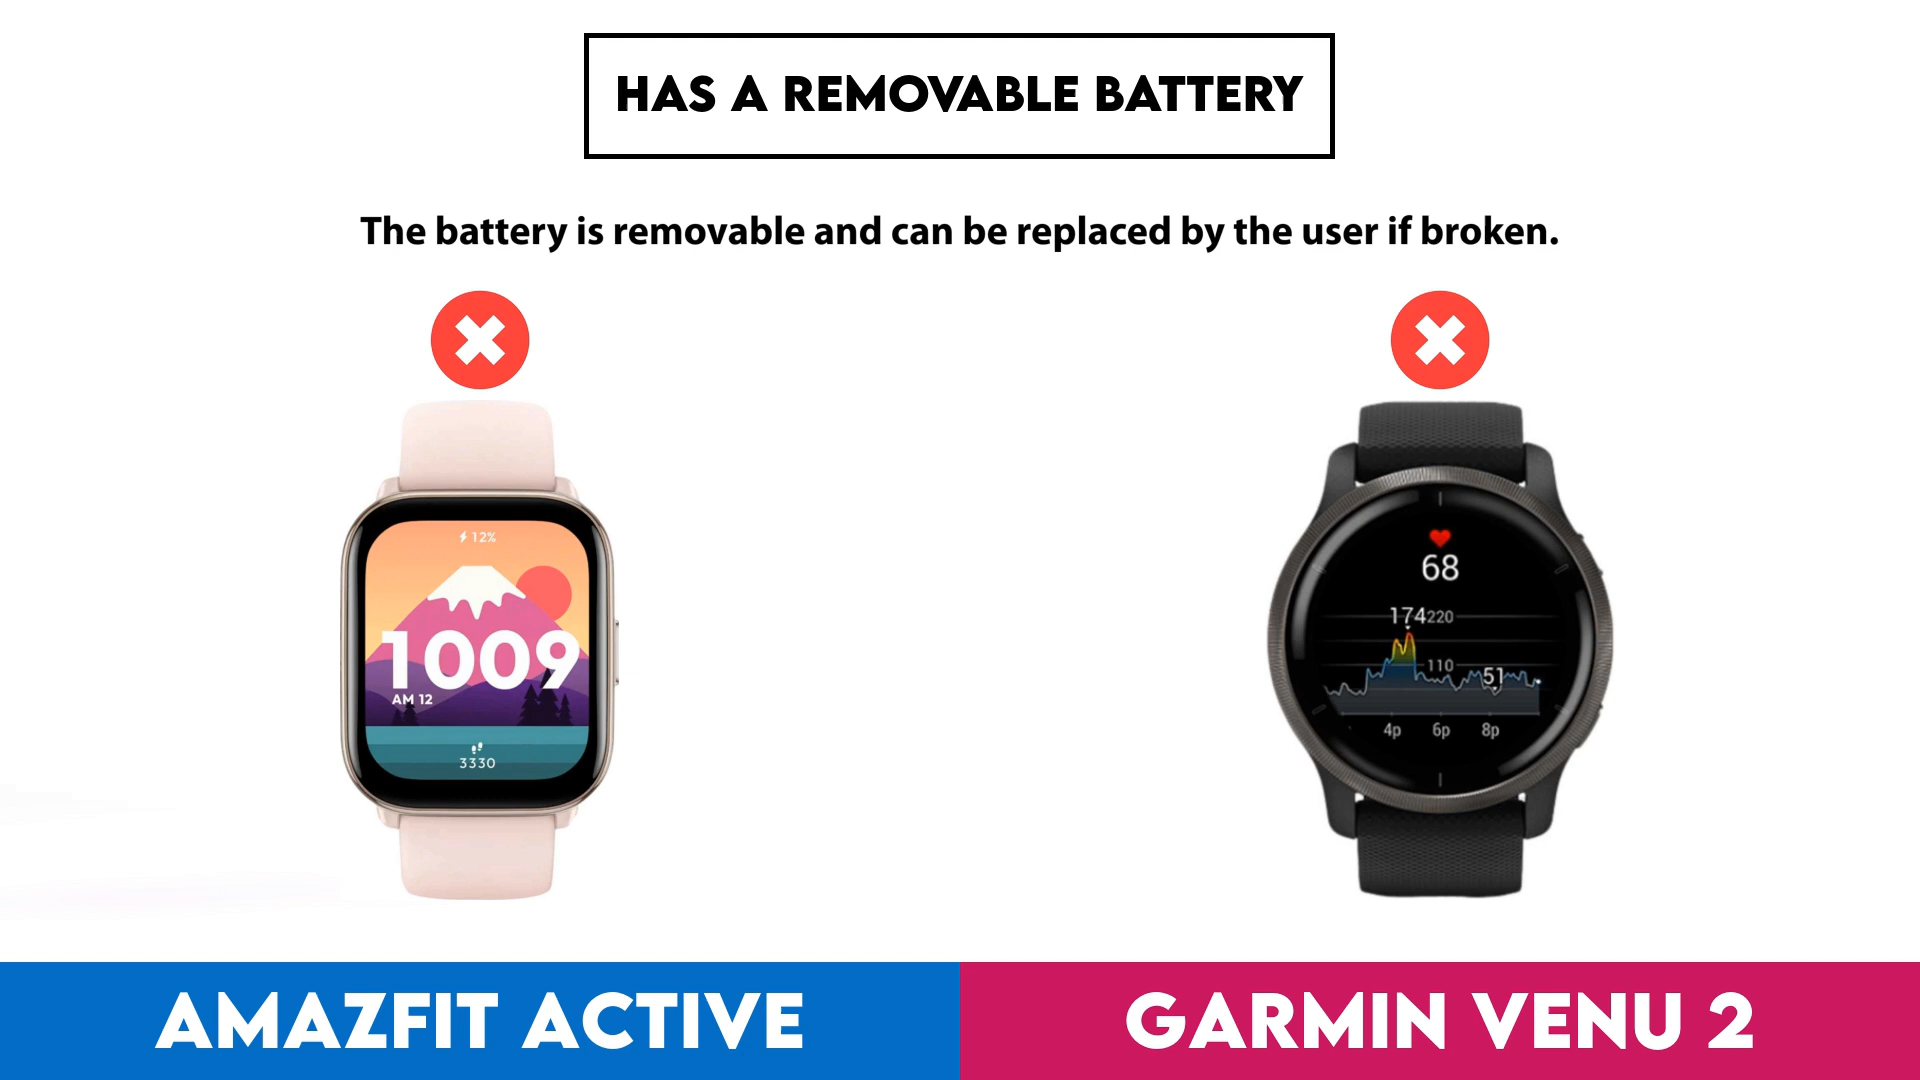 HAS A REMOVABLE BATTERY
The battery is removable and can be replaced by the user if broken.
12%
1009
AM 12
3330
68
174 220
110
51
4p 6p 8p
AMAZFIT ACTIVE
GARMIN VENU 2